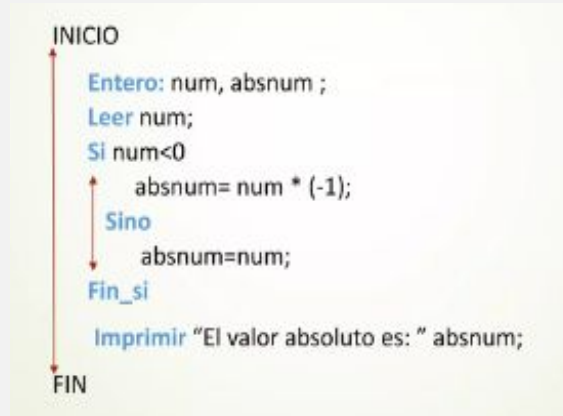 INICIO
Entero: num, absnum ;
Leer num;
Si num<0
absnum= num * (-1);
Sino
absnum=num;
Fin_si
Imprimir “El valor absoluto es: ” absnum;
FIN